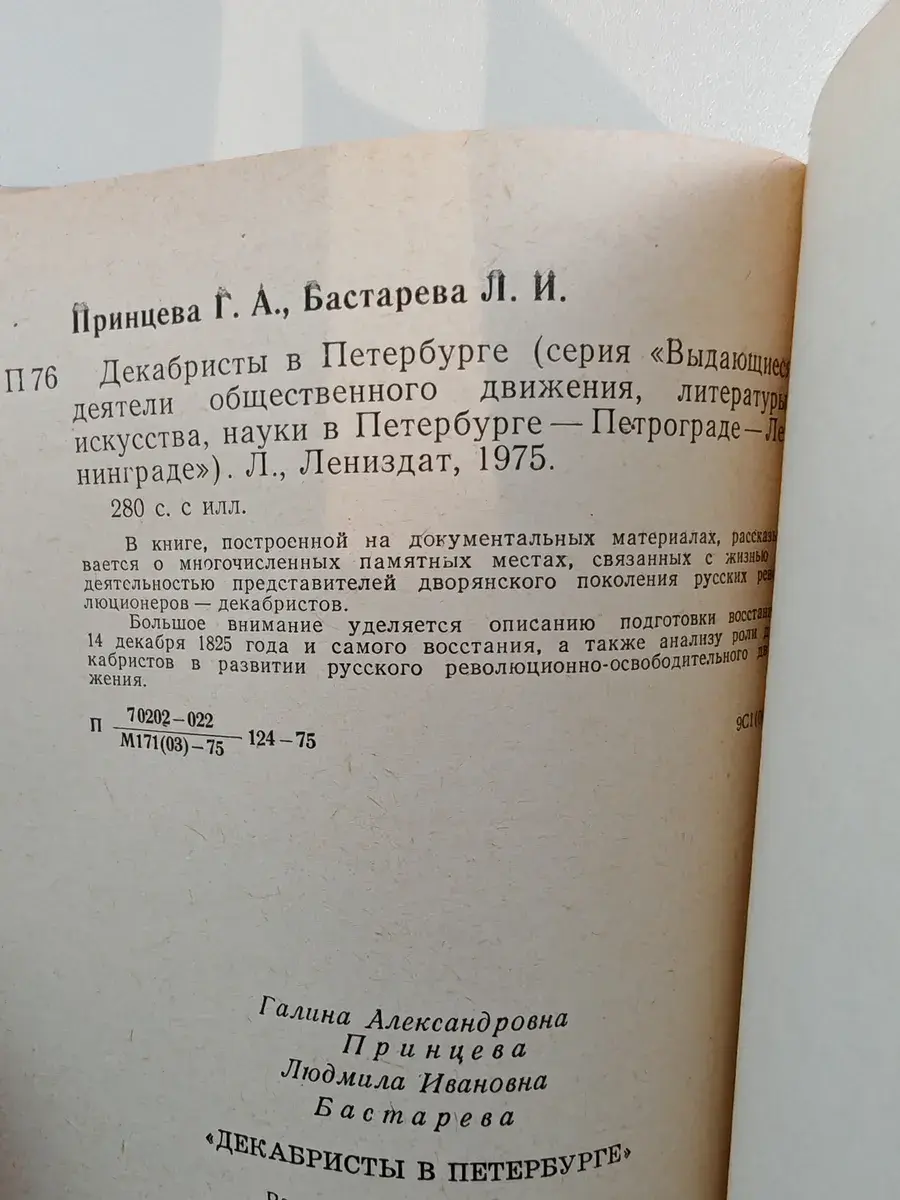 Принцева Г. А., Бастарева Л. И.
П 76 Декабристы в Петербурге (серия «Выдающиеся
деятели общественного движения, литературы
искусства, науки в Петербурге — Петрограде — Ле
нинграде»). Л., Лениздат, 1975.
280 с. с илл.
В книге, построенной на документальных материалах, рассказы
вается о многочисленных памятных местах, связанных с жизнью
деятельностью представителей дворянского поколения русских рево
люционеров — декабристов.
Большое внимание уделяется описанию подготовки восстания
14 декабря 1825 года и самого восстания, а также анализу роли д
кабристов в развитии русского революционно-освободительного дв
жения.
П 70202—022
М171(03)—75 124—75
9С1
Галина Александровна
Принцева
Людмила Ивановна
Бастарева
«ДЕКАБРИСТЫ В ПЕТЕРБУРГЕ»